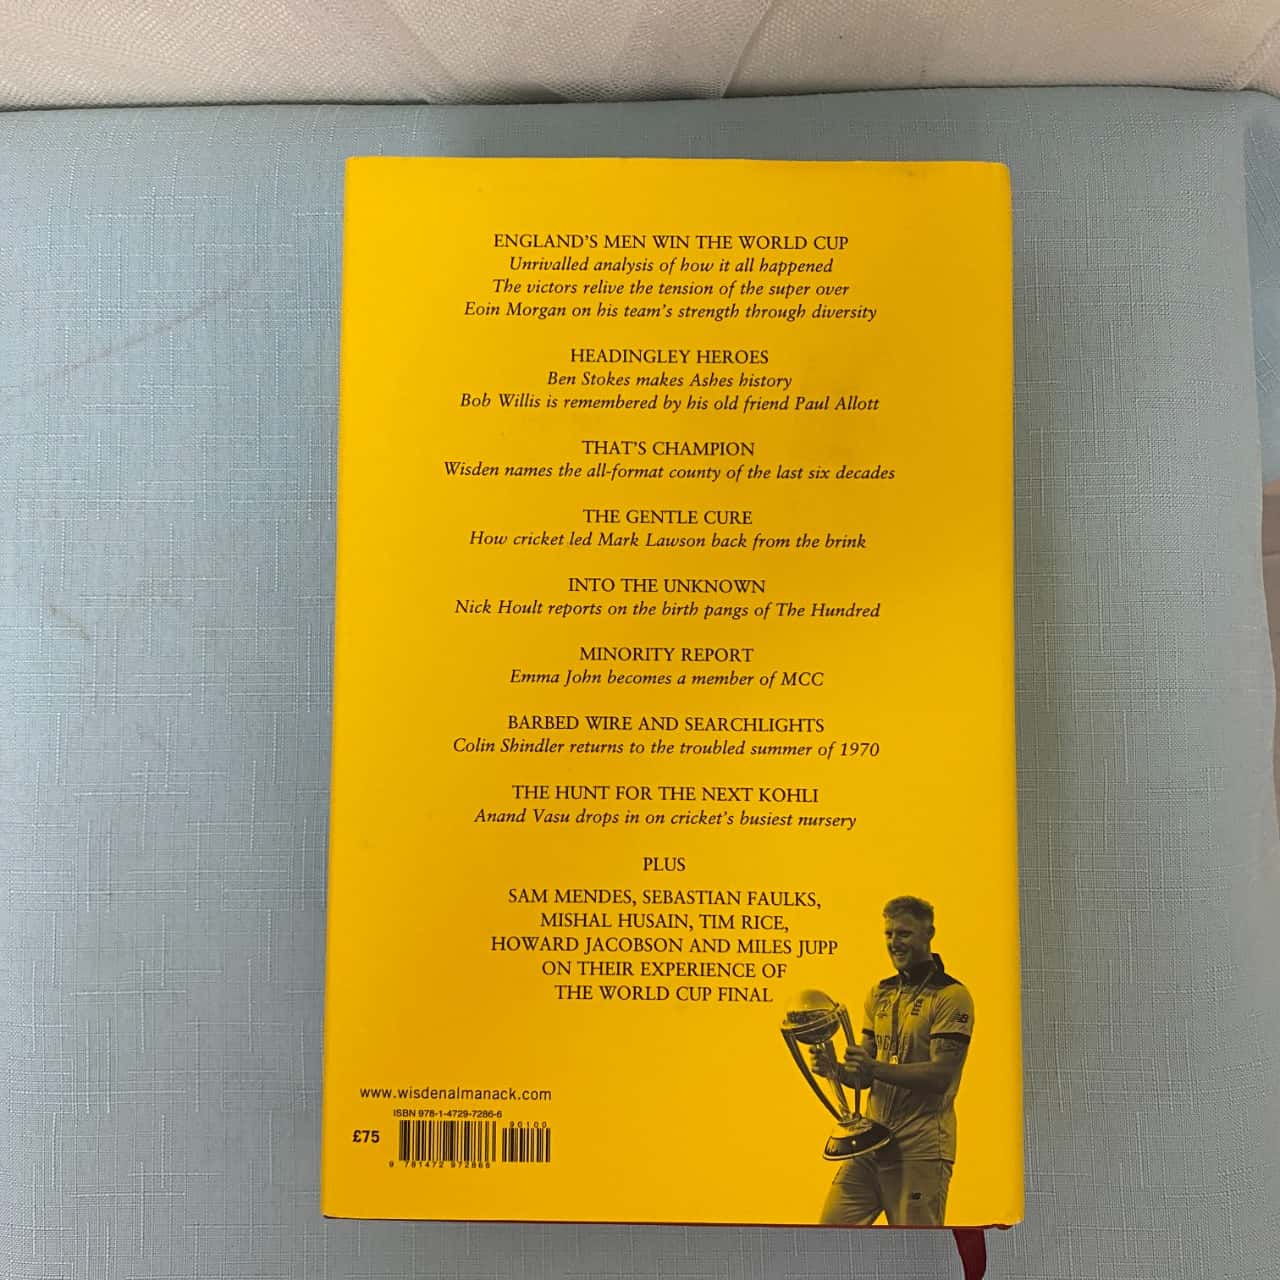 ENGLAND'S MEN WIN THE WORLD CUP
Unrivalled analysis of how it all happened
The victors relive the tension of the super over
Eoin Morgan on his team's strength through diversity
HEADINGLEY HEROES
Ben Stokes makes Ashes history
Bob Willis is remembered by his old friend Paul Allott
THAT'S CHAMPION
Wisden names the all-format county of the last six decades
THE GENTLE CURE
How cricket led Mark Lawson back from the brink
INTO THE UNKNOWN
Nick Hoult reports on the birth pangs of The Hundred
MINORITY REPORT
Emma John becomes a member of MCC
BARBED WIRE AND SEARCHLIGHTS
Colin Shindler returns to the troubled summer of 1970
THE HUNT FOR THE NEXT KOHLI
Anand Vasu drops in on cricket's busiest nursery
PLUS
SAM MENDES, SEBASTIAN FAULKS,
MISHAL HUSAIN, TIM RICE,
HOWARD JACOBSON AND MILES JUPP
ON THEIR EXPERIENCE OF
THE WORLD CUP FINAL
www.wisdenalmanack.com
ISBN 978-1-4729-7286-6
90100
£75
9 781472 972866